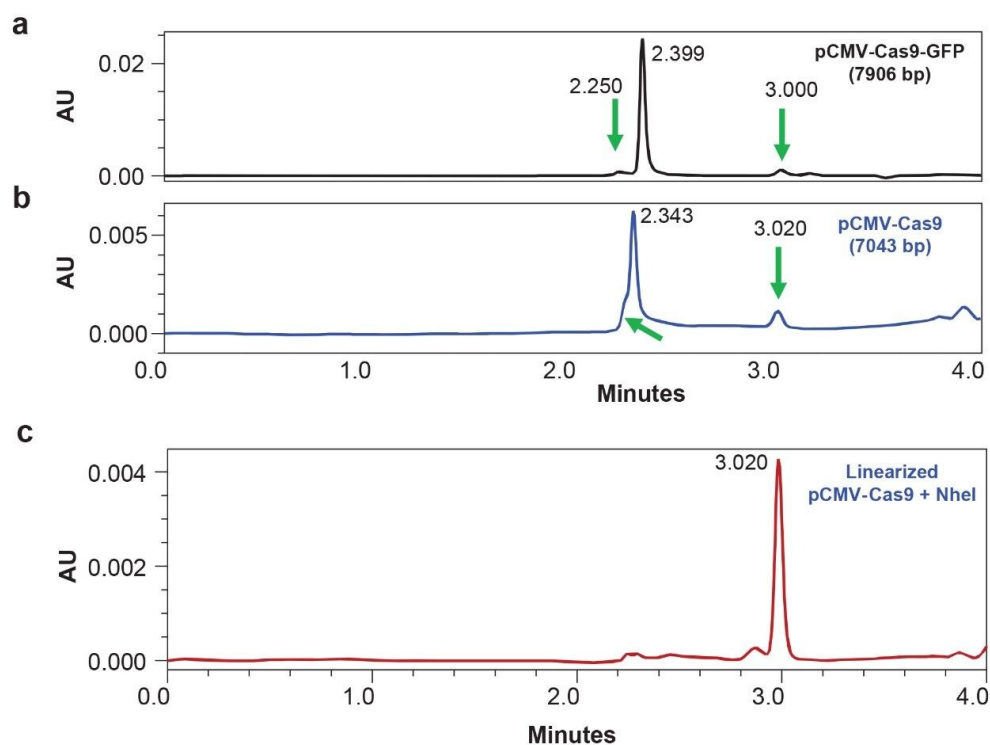 a
0.02
0.00
AU
2.250
2.399
3.000
pCMV-Cas9-GFP
(7906 bp)
b
0.005
0.000
AU
2.343
3.020
pCMV-Cas9
(7043 bp)
0.0 1.0 2.0 3.0 4.0
Minutes
c
0.004
0.002
0.000
AU
3.020
Linearized
pCMV-Cas9 + NheI
0.0 1.0 2.0 3.0 4.0
Minutes